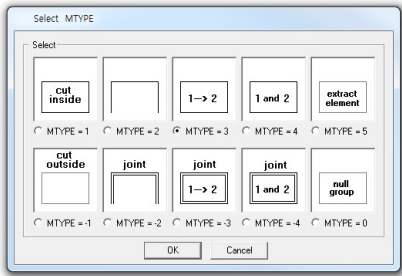 Select MTYPE
Select
cut
inside
1—> 2
1 and 2
extract
element
MTYPE = 1
MTYPE = 2
MTYPE = 3
MTYPE = 4
MTYPE = 5
cut
outside
joint
joint
1—> 2
joint
1 and 2
null
group
MTYPE = -1
MTYPE = -2
MTYPE = -3
MTYPE = -4
MTYPE = 0
OK
Cancel